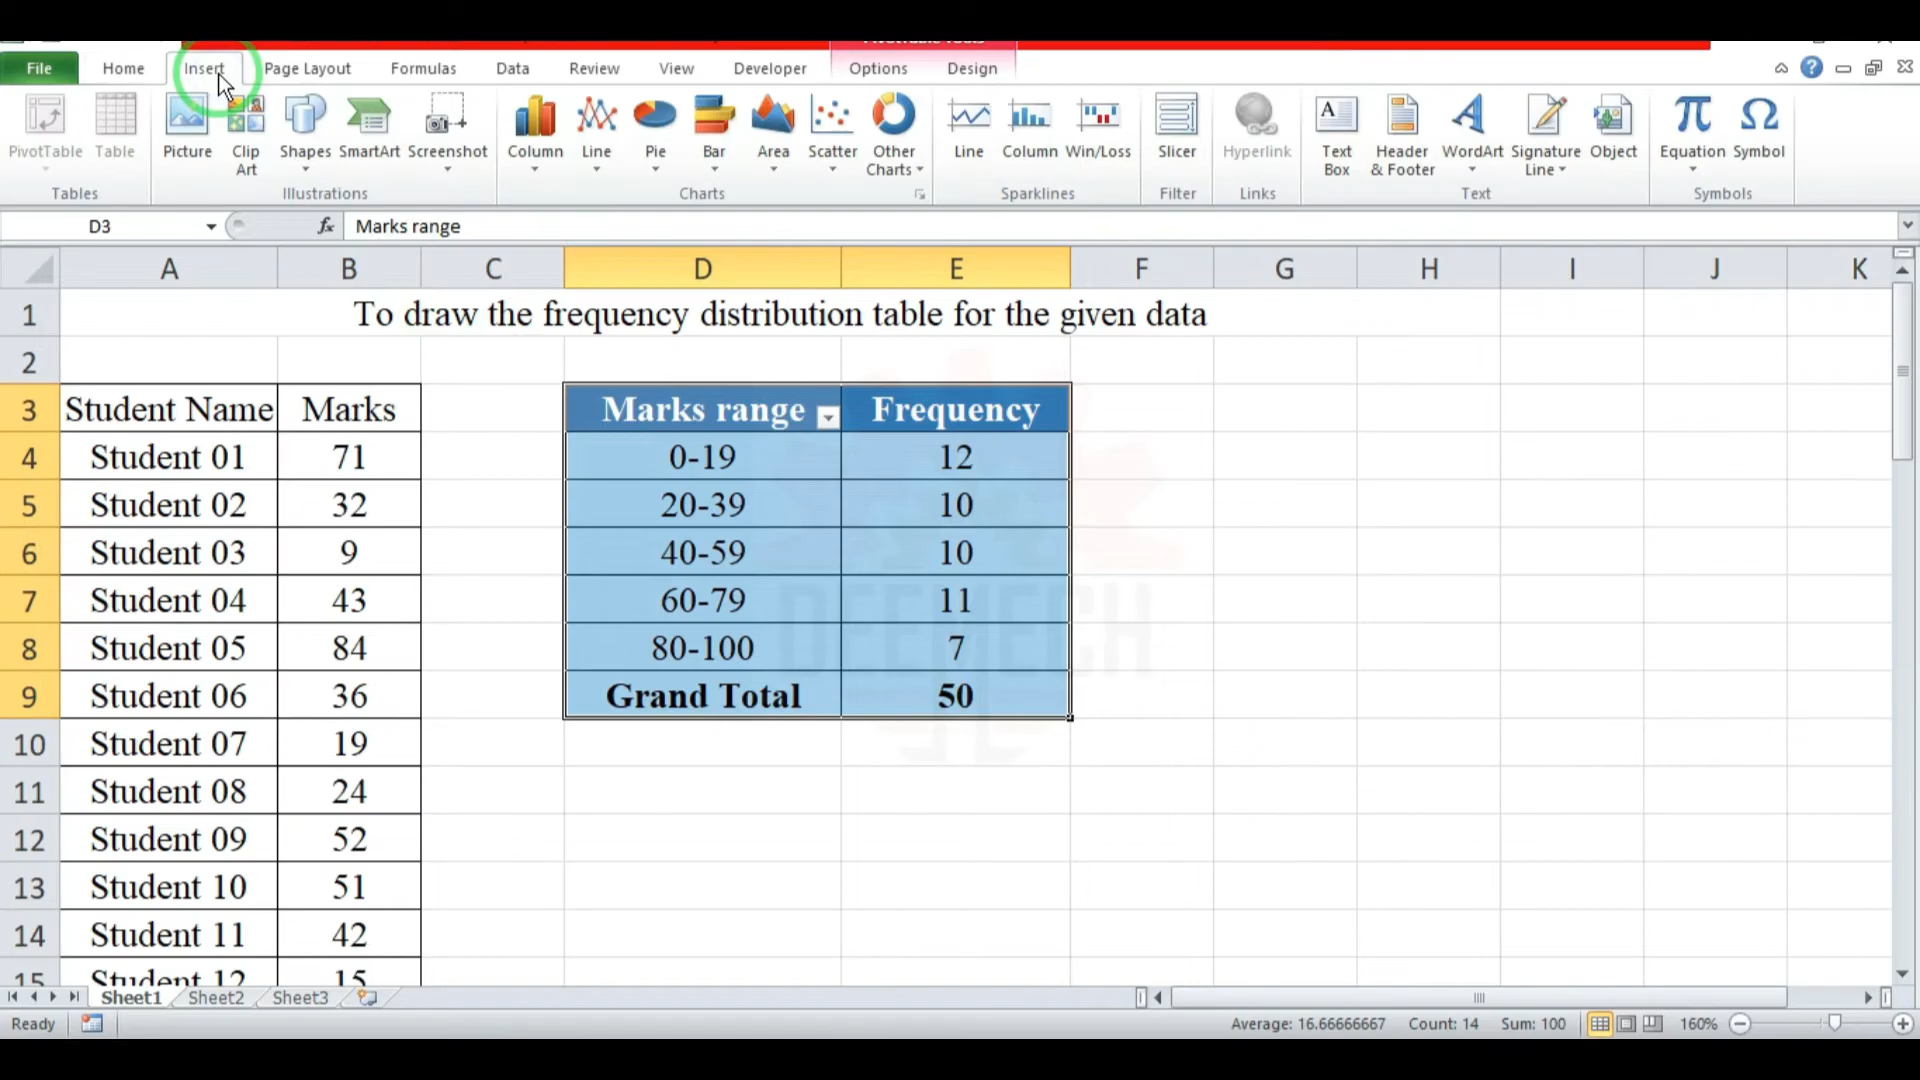 File Home Insert Page Layout Formulas Data Review View Developer Options Design
PivotTable Table Picture Clip Art Shapes SmartArt Screenshot Column Line Pie Bar Area Scatter Other Charts Line Column Win/Loss Slicer Hyperlink Text Box Header & Footer WordArt Signature Line Object Equation Symbol
Tables Illustrations Charts Sparklines Filter Links Text Symbols
D3 fx Marks range
A B C D E F G H I J K
1 To draw the frequency distribution table for the given data
2
3 Student Name Marks Marks range Frequency
4 Student 01 71 0-19 12
5 Student 02 32 20-39 10
6 Student 03 9 40-59 10
7 Student 04 43 60-79 11
8 Student 05 84 80-100 7
9 Student 06 36 Grand Total 50
10 Student 07 19
11 Student 08 24
12 Student 09 52
13 Student 10 51
14 Student 11 42
15 Student 12 15
DEEMECH
Sheet1 Sheet2 Sheet3
Ready Average: 16.66666667 Count: 14 Sum: 100 160%